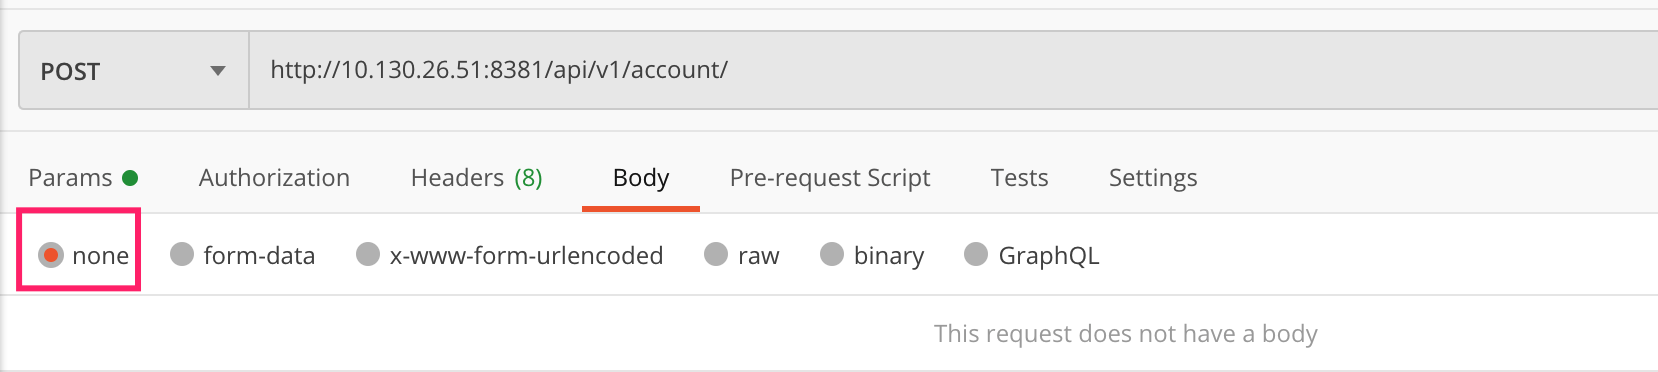 POST http://10.130.26.51:8381/api/v1/account/
Params Authorization Headers (8) Body Pre-request Script Tests Settings
none form-data x-www-form-urlencoded raw binary GraphQL
This request does not have a body